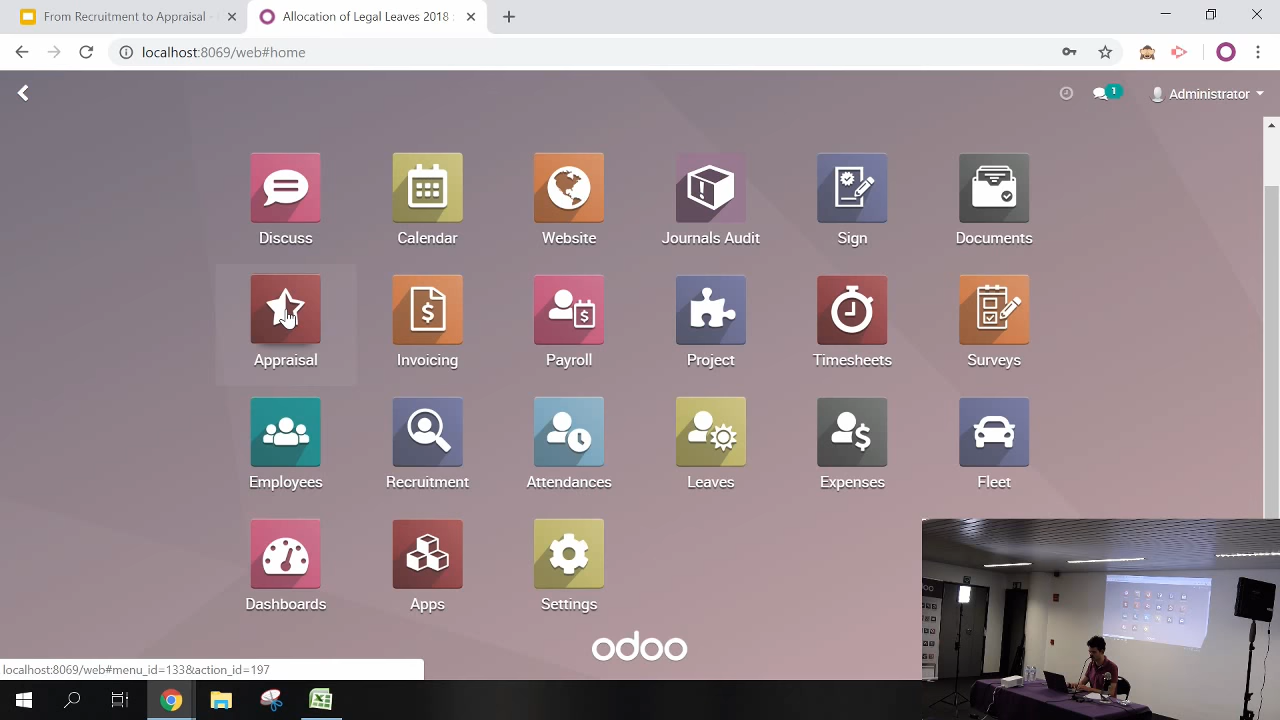 From Recruitment to Appraisal -
Allocation of Legal Leaves 2018
localhost:8069/web#home
1
Administrator
Discuss
Calendar
Website
Journals Audit
Sign
Documents
Appraisal
Invoicing
Payroll
Project
Timesheets
Surveys
Employees
Recruitment
Attendances
Leaves
Expenses
Fleet
Dashboards
Apps
Settings
odoo
localhost:8069/web#menu_id=133&action_id=197